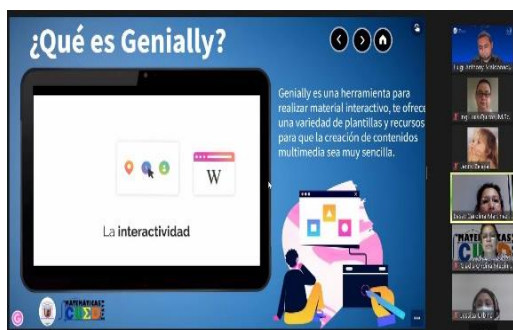 ¿Qué es Genially?
Genially es una herramienta para
realizar material interactivo, te ofrece
una variedad de plantillas y recursos
para que la creación de contenidos
multimedia sea muy sencilla.
W
La interactividad
MATEMÁTICAS